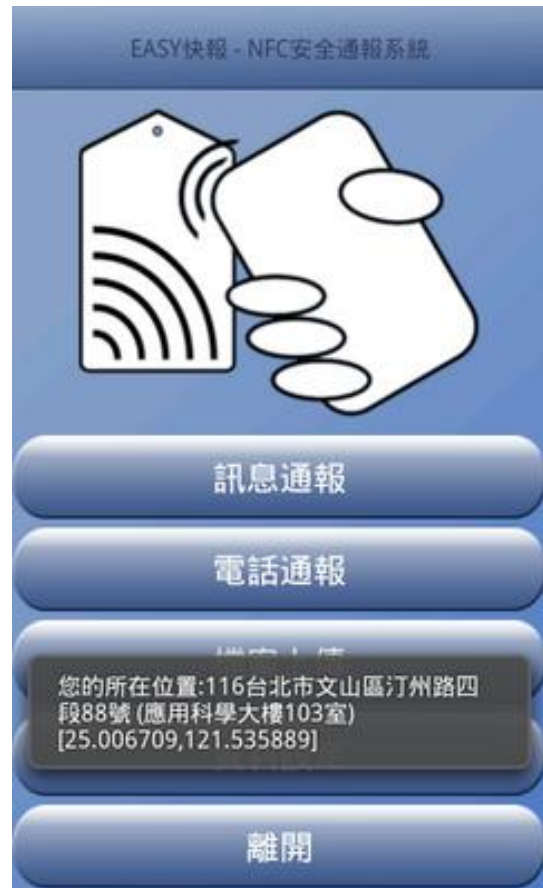 EASY快報 - NFC安全通報系統
訊息通報
電話通報
您的所在位置:116台北市文山區汀州路四
段88號 (應用科學大樓103室)
[25.006709,121.535889]
離開